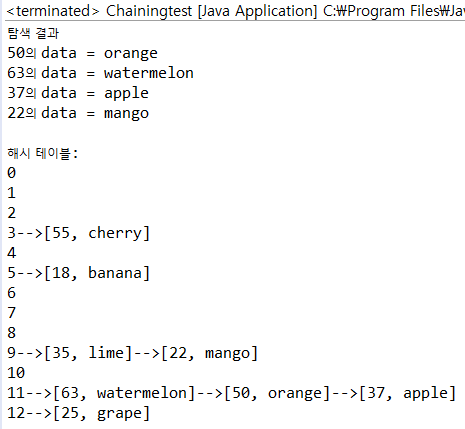 <terminated> Chainingtest [Java Application] C:₩Program Files₩Ja
탐색 결과
50의 data = orange
63의 data = watermelon
37의 data = apple
22의 data = mango
해시 테이블:
0
1
2
3-->[55, cherry]
4
5-->[18, banana]
6
7
8
9-->[35, lime]-->[22, mango]
10
11-->[63, watermelon]-->[50, orange]-->[37, apple]
12-->[25, grape]